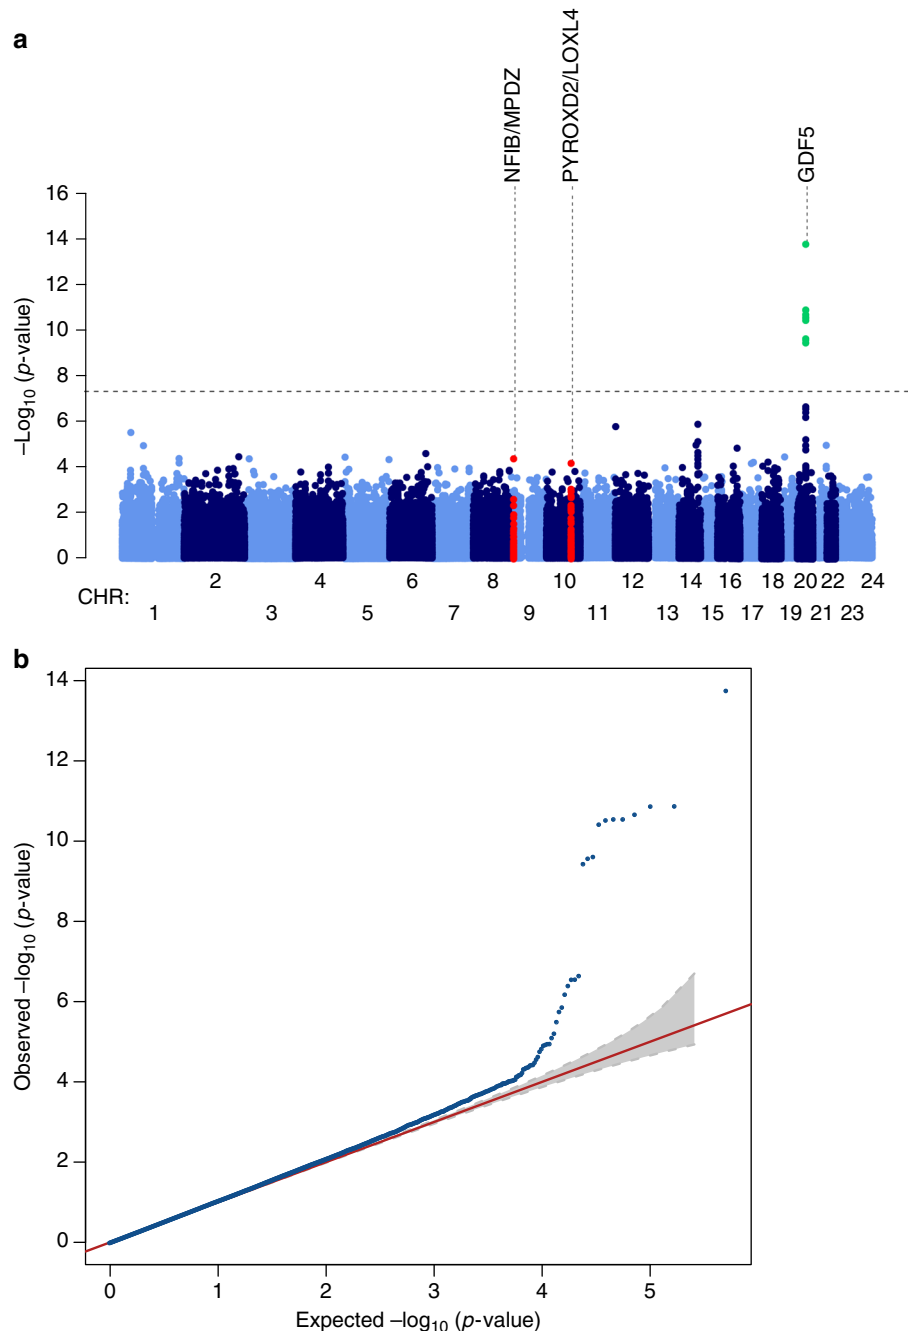 a
NFIB/MPDZ
PYROXD2/LOXL4
GDF5
–Log10 (p-value)
16
14
12
10
8
6
4
2
0
2 4 6 8 10 12 14 16 18 20 22 24
CHR:
1 3 5 7 9 11 13 15 17 19 21 23
b
Observed –log10 (p-value)
14
12
10
8
6
4
2
0
0 1 2 3 4 5
Expected –log10 (p-value)